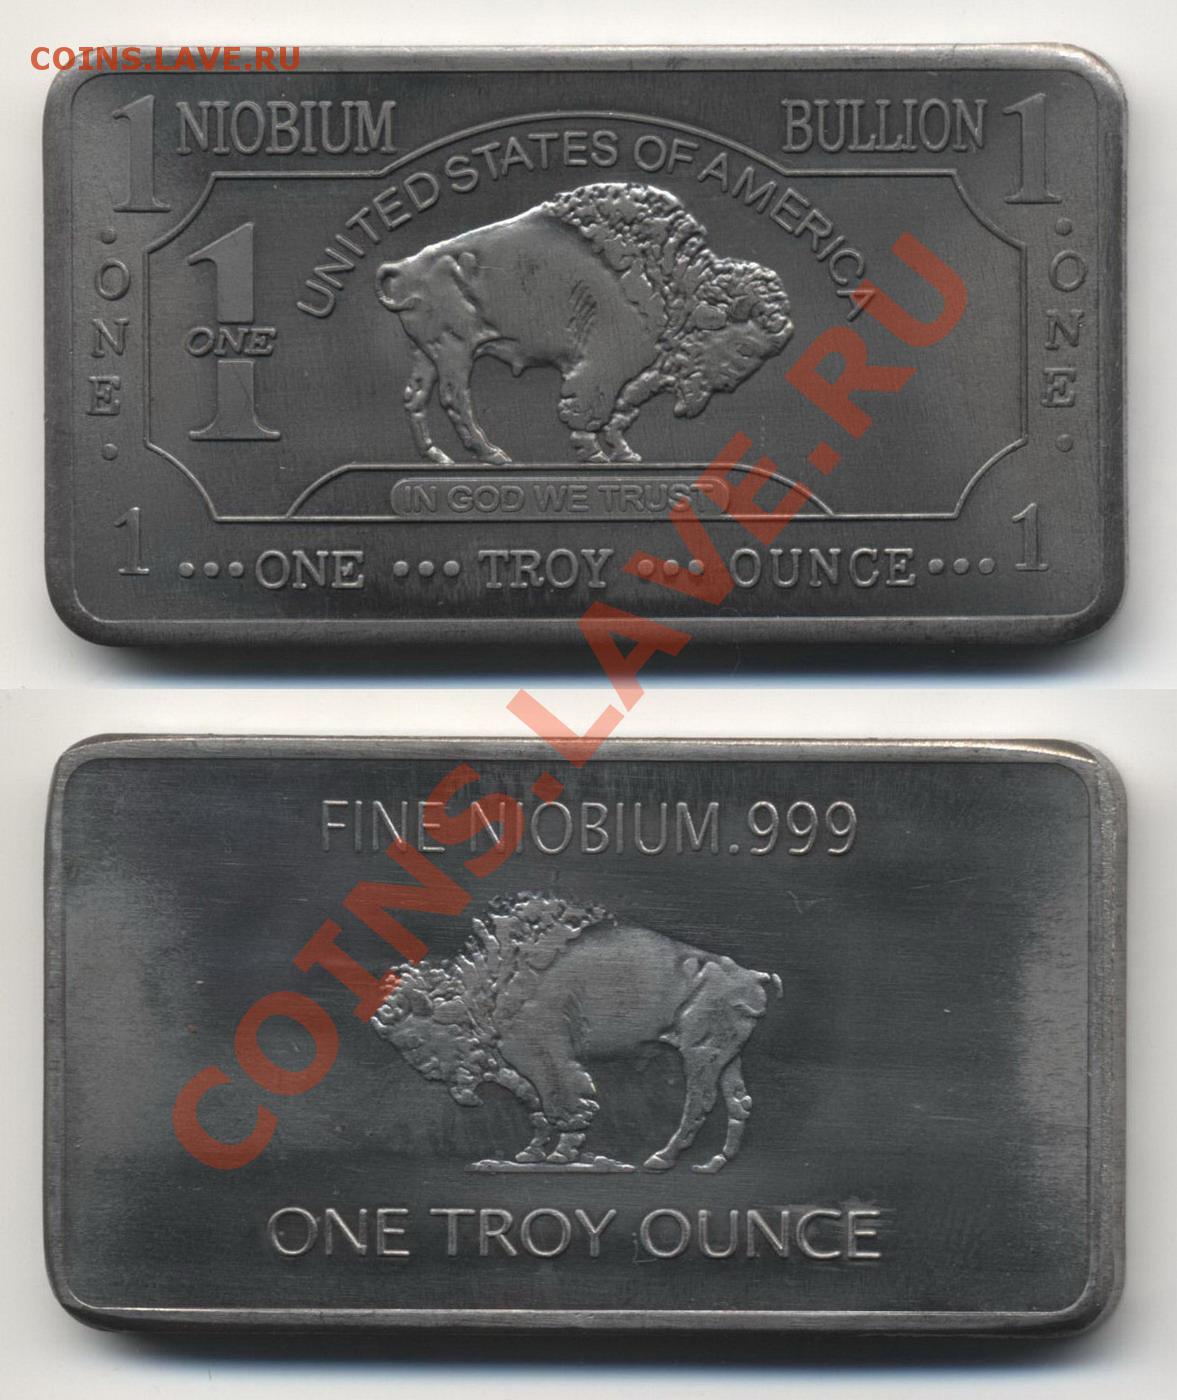 COINS.LAVE.RU
1 NIOBIUM BULLION 1
UNITED STATES OF AMERICA
· ONE ·
1
ONE
· ONE ·
IN GOD WE TRUST
1 ••• ONE ••• TROY ••• OUNCE ••• 1
COINS.LAVE.RU
FINE NIOBIUM .999
ONE TROY OUNCE